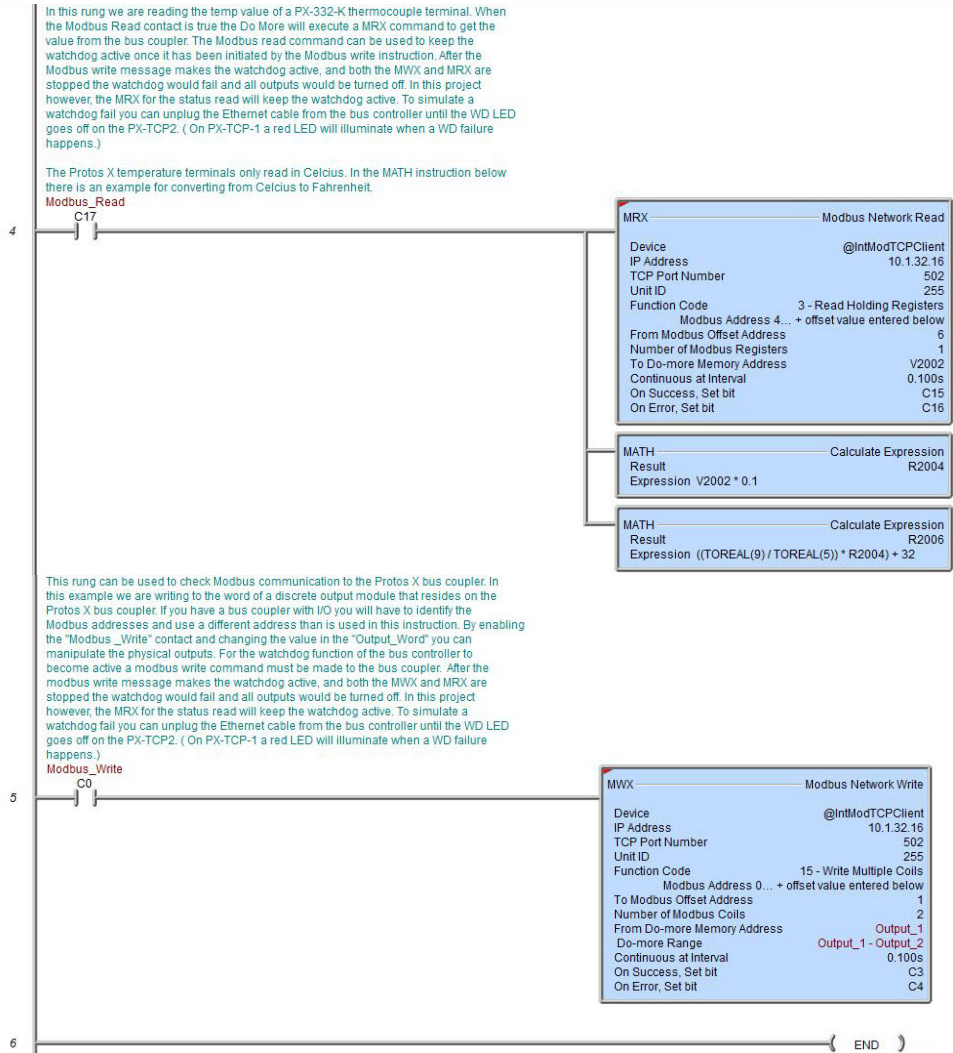 In this rung we are reading the temp value of a PX-332-K thermocouple terminal. When
the Modbus Read contact is true the Do More will execute a MRX command to get the
value from the bus coupler. The Modbus read command can be used to keep the
watchdog active once it has been initiated by the Modbus write instruction. After the
Modbus write message makes the watchdog active, and both the MWX and MRX are
stopped the watchdog would fail and all outputs would be turned off. In this project
however, the MRX for the status read will keep the watchdog active. To simulate a
watchdog fail you can unplug the Ethernet cable from the bus controller until the WD LED
goes off on the PX-TCP2. ( On PX-TCP-1 a red LED will illuminate when a WD failure
happens.)
The Protos X temperature terminals only read in Celcius. In the MATH instruction below
there is an example for converting from Celcius to Fahrenheit.
Modbus_Read
C17
4
MRX Modbus Network Read
Device @IntModTCPClient
IP Address 10.1.32.16
TCP Port Number 502
Unit ID 255
Function Code 3 - Read Holding Registers
Modbus Address 4... + offset value entered below
From Modbus Offset Address 6
Number of Modbus Registers 1
To Do-more Memory Address V2002
Continuous at Interval 0.100s
On Success, Set bit C15
On Error, Set bit C16
MATH Calculate Expression
Result R2004
Expression V2002 * 0.1
MATH Calculate Expression
Result R2006
Expression ((TOREAL(9) / TOREAL(5)) * R2004) + 32
This rung can be used to check Modbus communication to the Protos X bus coupler. In
this example we are writing to the word of a discrete output module that resides on the
Protos X bus coupler. If you have a bus coupler with I/O you will have to identify the
Modbus addresses and use a different address than is used in this instruction. By enabling
the "Modbus _Write" contact and changing the value in the "Output_Word" you can
manipulate the physical outputs. For the watchdog function of the bus controller to
become active a modbus write command must be made to the bus coupler. After the
modbus write message makes the watchdog active, and both the MWX and MRX are
stopped the watchdog would fail and all outputs would be turned off. In this project
however, the MRX for the status read will keep the watchdog active. To simulate a
watchdog fail you can unplug the Ethernet cable from the bus controller until the WD LED
goes off on the PX-TCP2. ( On PX-TCP-1 a red LED will illuminate when a WD failure
happens.)
Modbus_Write
C0
5
MWX Modbus Network Write
Device @IntModTCPClient
IP Address 10.1.32.16
TCP Port Number 502
Unit ID 255
Function Code 15 - Write Multiple Coils
Modbus Address 0... + offset value entered below
To Modbus Offset Address 1
Number of Modbus Coils 2
From Do-more Memory Address Output_1
Do-more Range Output_1 - Output_2
Continuous at Interval 0.100s
On Success, Set bit C3
On Error, Set bit C4
6
END